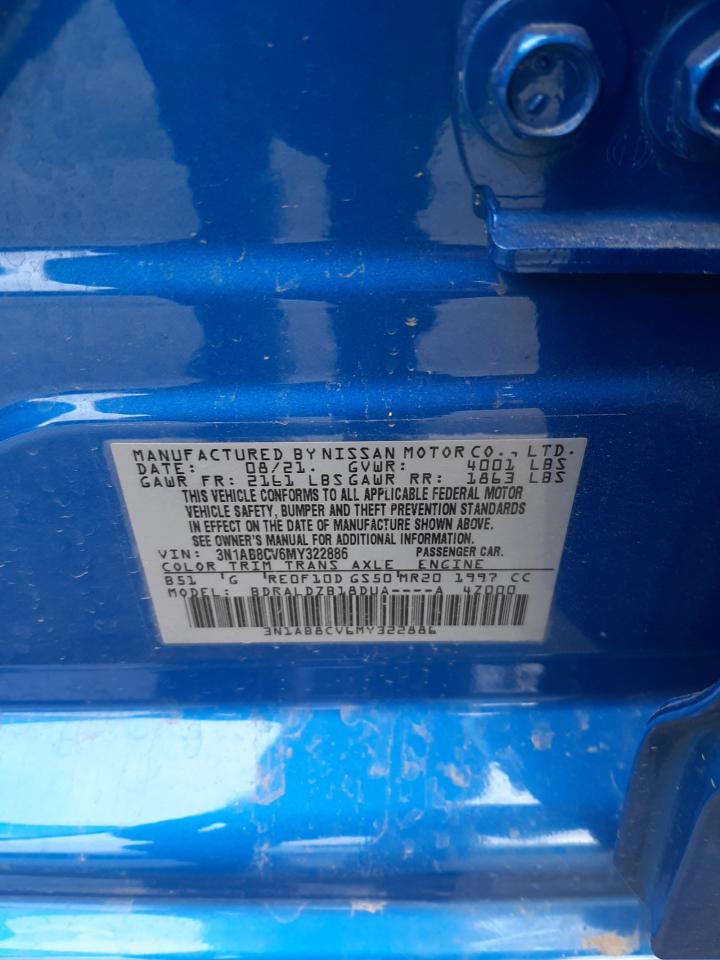 MANUFACTURED BY NISSAN MOTOR CO., LTD.
DATE: 08/21. GVWR: 4001 LBS
GAWR FR: 2161 LBS GAWR RR: 1863 LBS
THIS VEHICLE CONFORMS TO ALL APPLICABLE FEDERAL MOTOR
VEHICLE SAFETY, BUMPER AND THEFT PREVENTION STANDARDS
IN EFFECT ON THE DATE OF MANUFACTURE SHOWN ABOVE.
SEE OWNER'S MANUAL FOR ADDITIONAL INFORMATION.
VIN: 3N1AB8CV6MY322886 PASSENGER CAR.
COLOR TRIM TRANS AXLE ENGINE
B51 G RE0F10D GS50 MR20 1997 CC
MODEL: BDRALDZB18DUA----A 4Z000
3N1AB8CV6MY322886